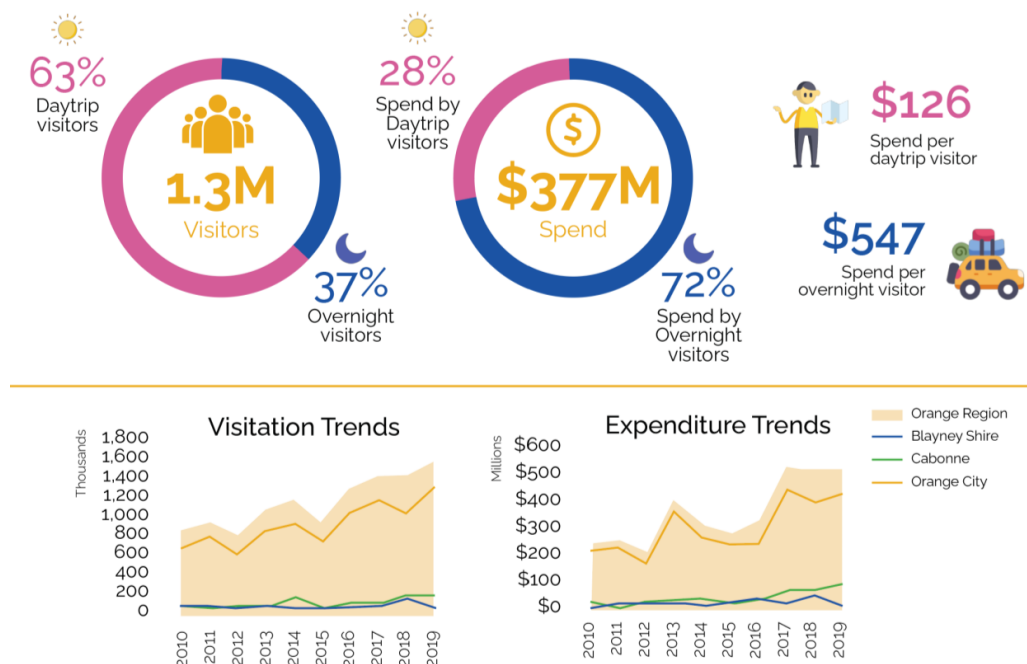 63%
Daytrip
visitors
1.3M
Visitors
37%
Overnight
visitors
28%
Spend by
Daytrip
visitors
$377M
Spend
72%
Spend by
Overnight
visitors
$126
Spend per
daytrip visitor
$547
Spend per
overnight visitor
Visitation Trends
Thousands
1,800
1,600
1,400
1,200
1,000
800
600
400
200
0
2010
2011
2012
2013
2014
2015
2016
2017
2018
2019
Expenditure Trends
Millions
$600
$500
$400
$300
$200
$100
$0
2010
2011
2012
2013
2014
2015
2016
2017
2018
2019
Orange Region
Blayney Shire
Cabonne
Orange City